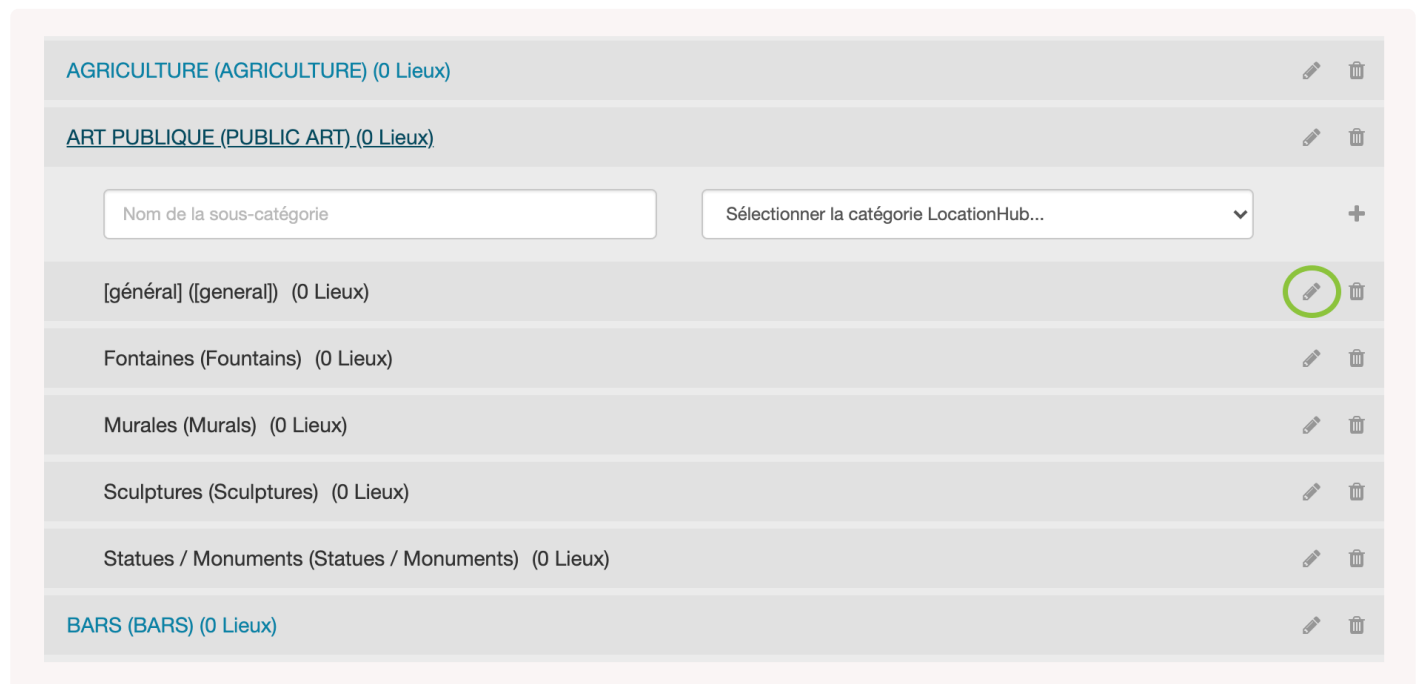 AGRICULTURE (AGRICULTURE) (0 Lieux)
ART PUBLIQUE (PUBLIC ART) (0 Lieux)
Nom de la sous-catégorie
Sélectionner la catégorie LocationHub...
[général] ([general]) (0 Lieux)
Fontaines (Fountains) (0 Lieux)
Murales (Murals) (0 Lieux)
Sculptures (Sculptures) (0 Lieux)
Statues / Monuments (Statues / Monuments) (0 Lieux)
BARS (BARS) (0 Lieux)